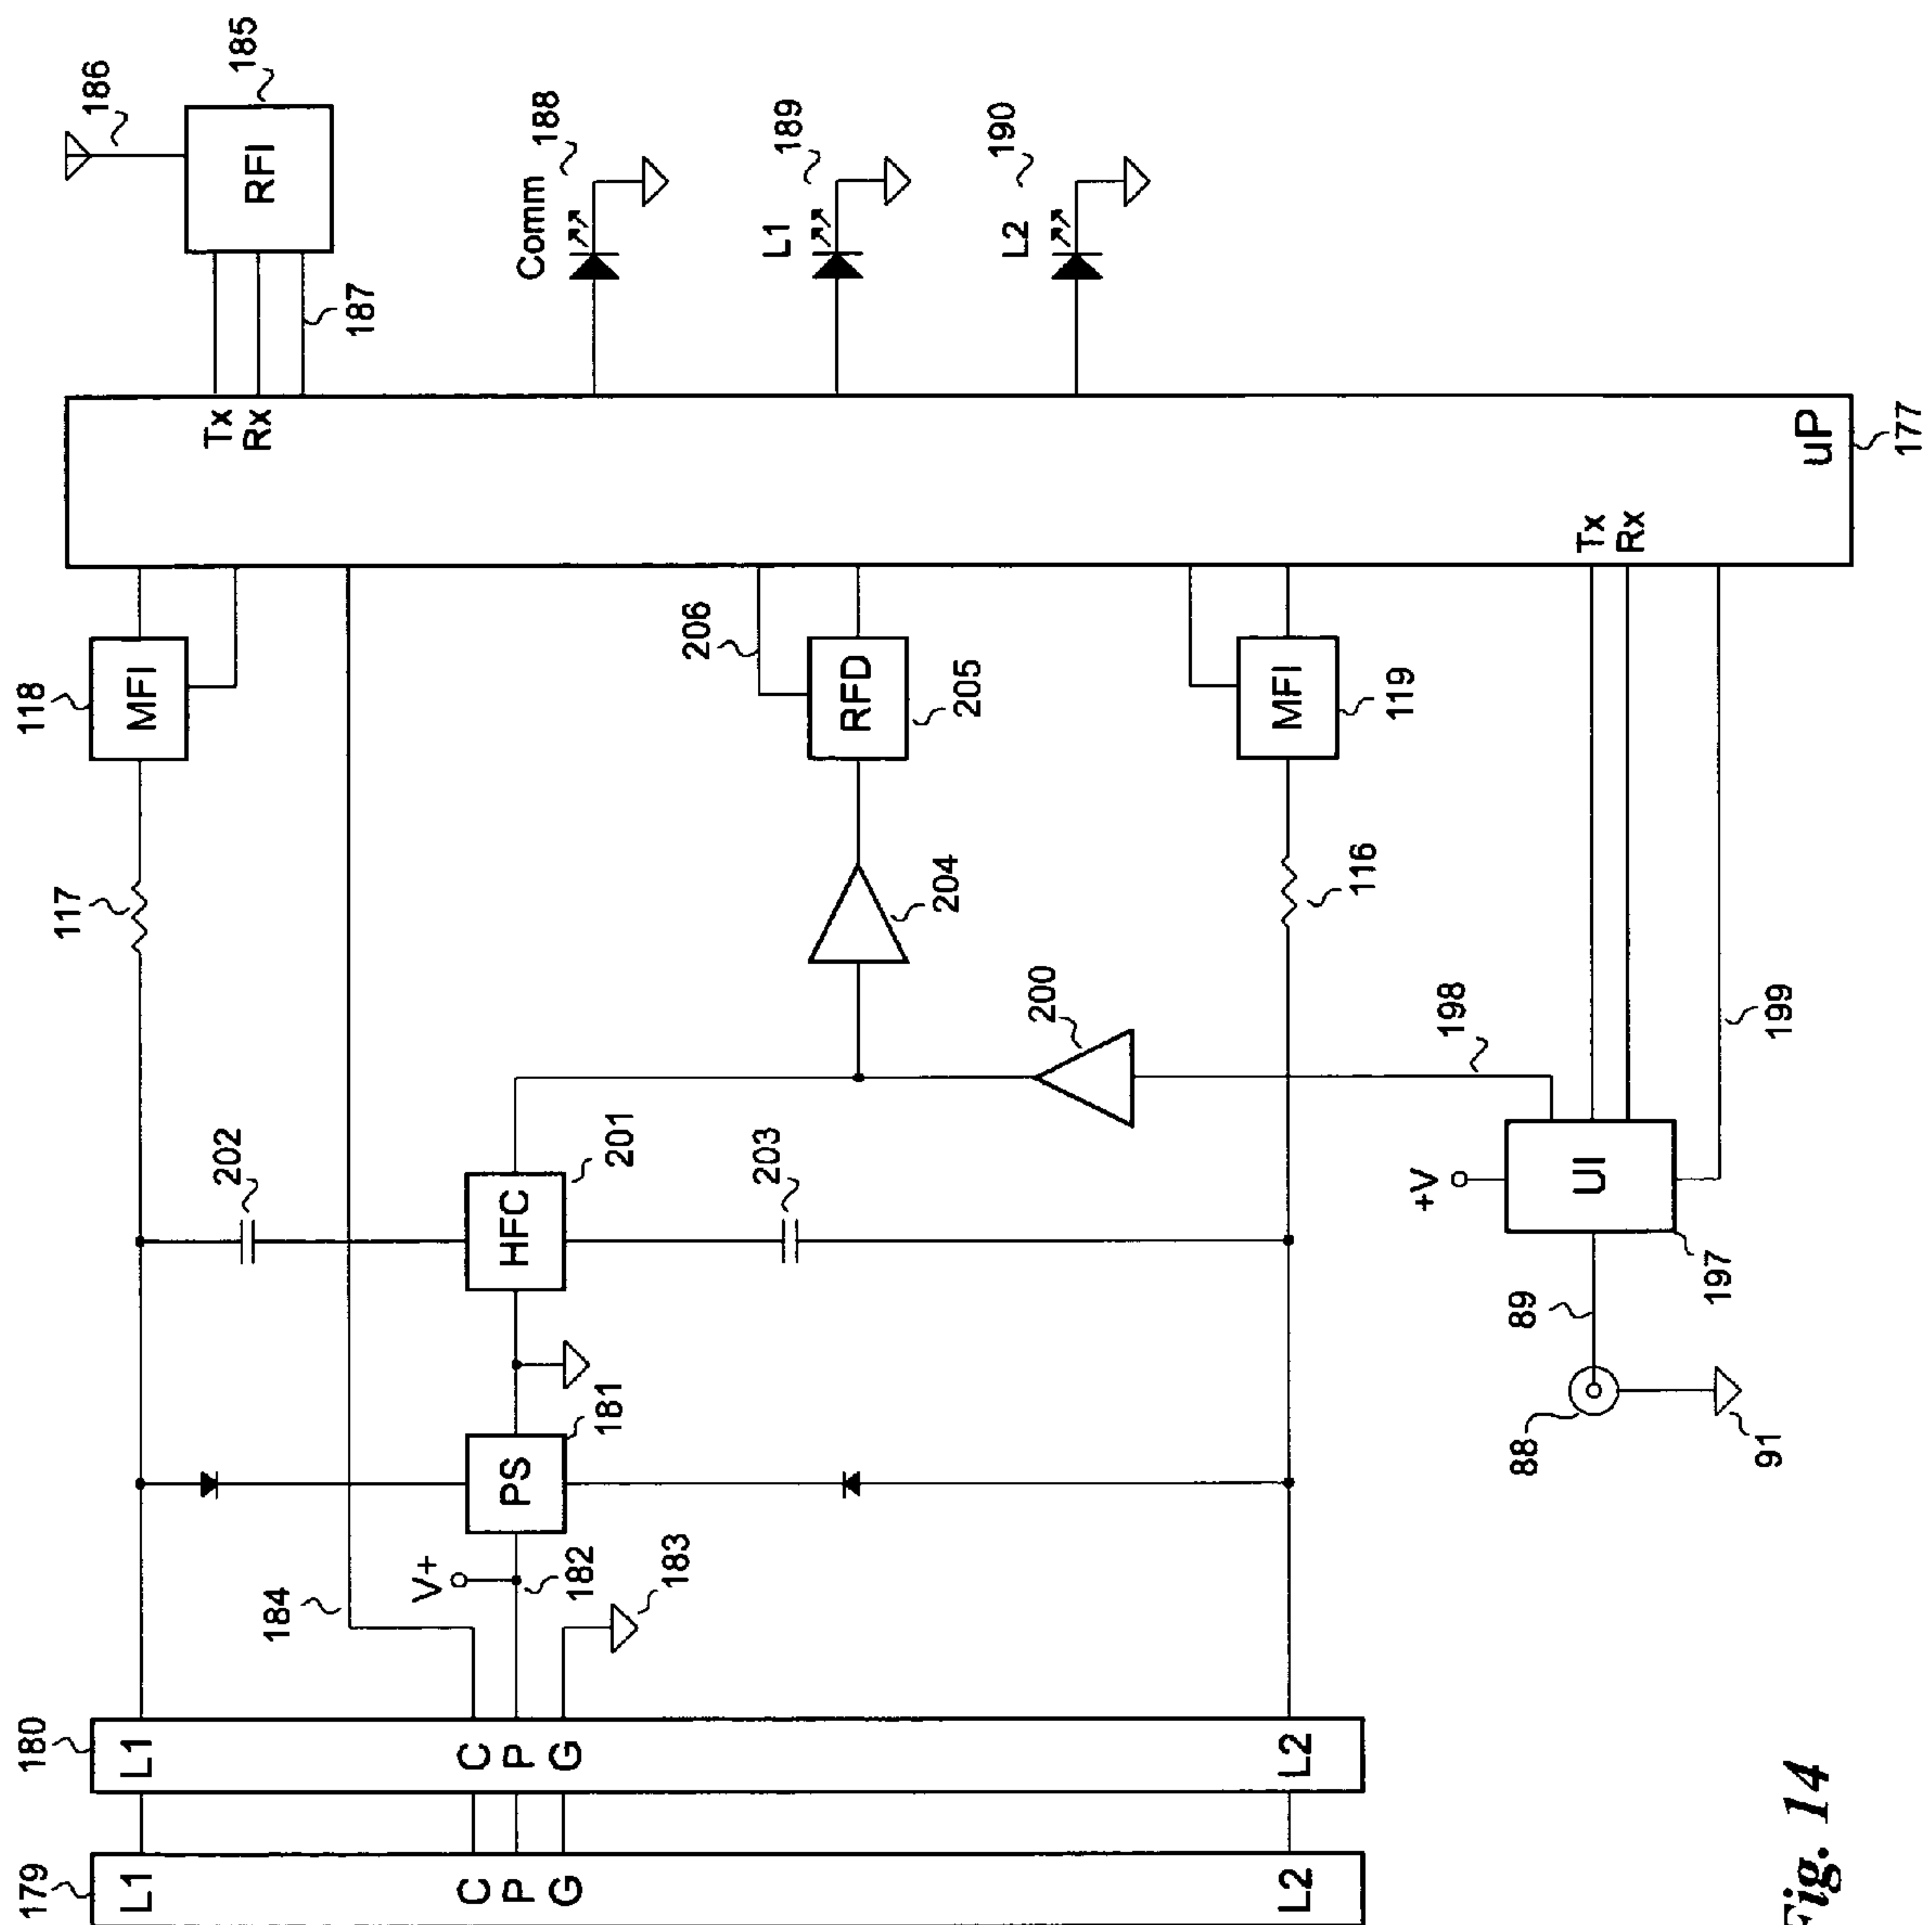 186
185
RFI
187
Comm
188
L1
189
L2
190
Tx
Rx
uP
177
Tx
Rx
118
MFI
206
RFD
205
MFI
119
117
204
116
200
198
199
202
HFC
201
203
+V
UI
197
89
88
91
PS
181
V+
182
183
184
180
L1
C
P
G
L2
179
L1
C
P
G
L2
Fig. 14